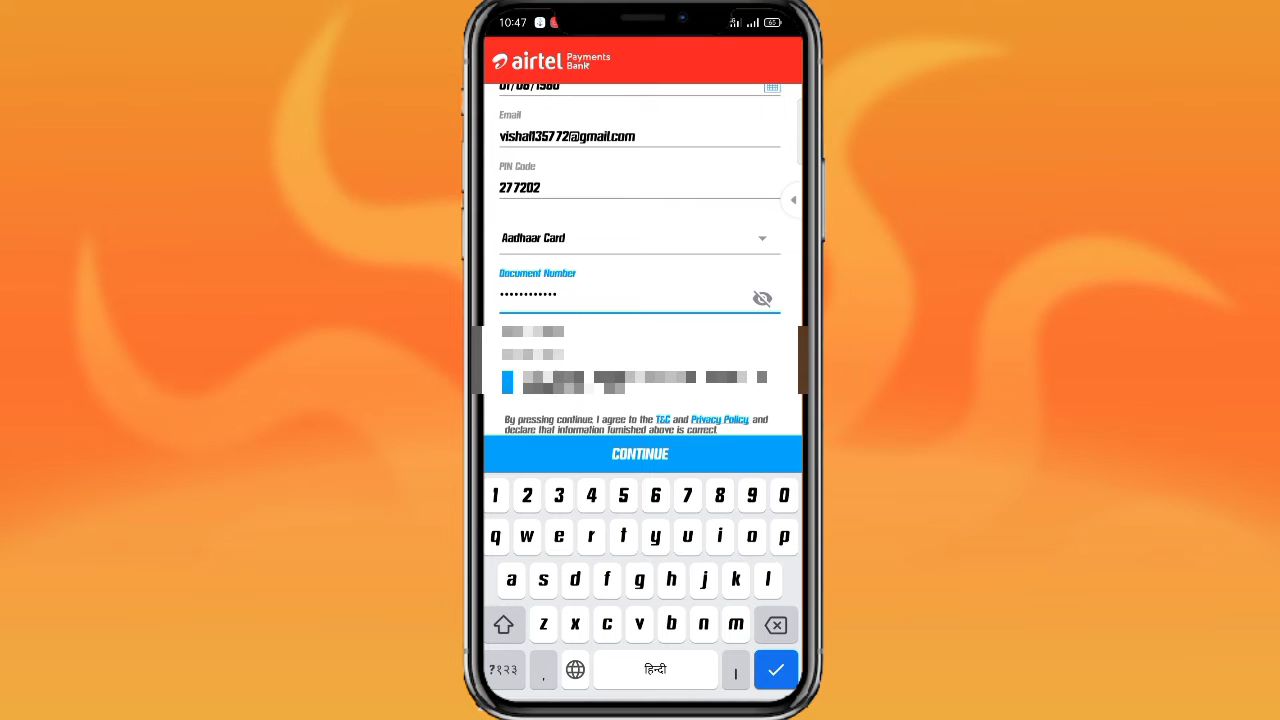 10:47
65
airtel Payments Bank
01/08/1980
Email
vishal135772@gmail.com
PIN Code
277202
Aadhaar Card
Document Number
••••••••••••
By pressing continue, I agree to the T&C and Privacy Policy, and
declare that information furnished above is correct.
CONTINUE
1 2 3 4 5 6 7 8 9 0
q w e r t y u i o p
a s d f g h j k l
z x c v b n m
?१२३ , हिन्दी ।